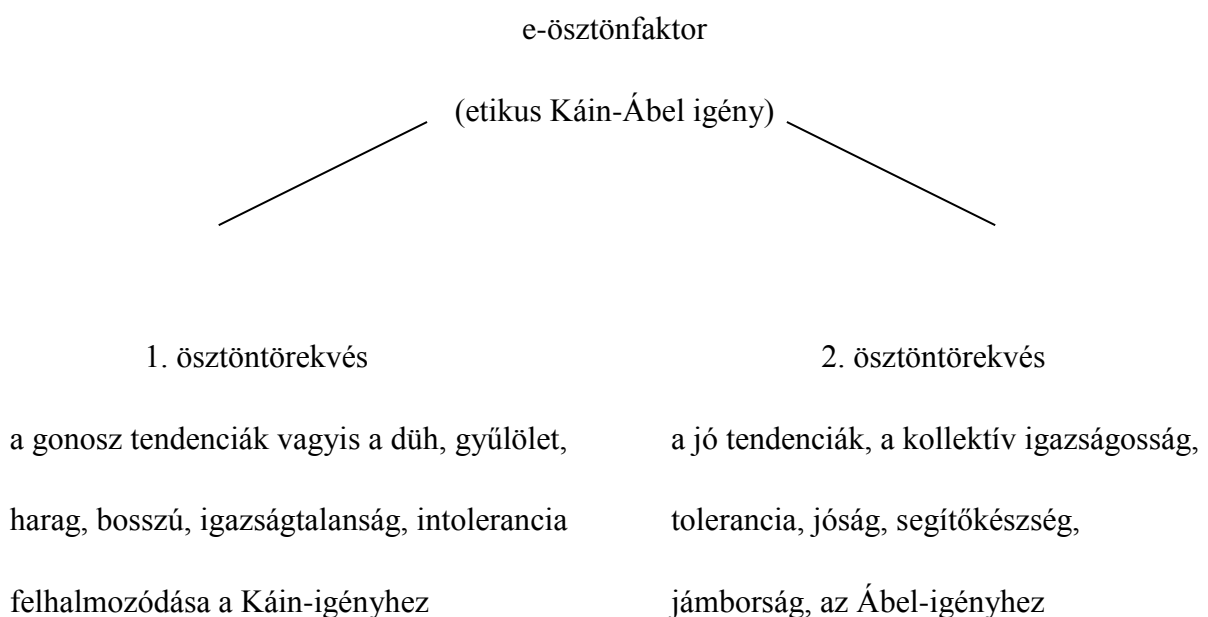 e-ösztönfaktor
(etikus Káin-Ábel igény)
1. ösztöntörekvés
a gonosz tendenciák vagyis a düh, gyűlölet,
harag, bosszú, igazságtalanság, intolerancia
felhalmozódása a Káin-igényhez
2. ösztöntörekvés
a jó tendenciák, a kollektív igazságosság,
tolerancia, jóság, segítőkészség,
jámborság, az Ábel-igényhez